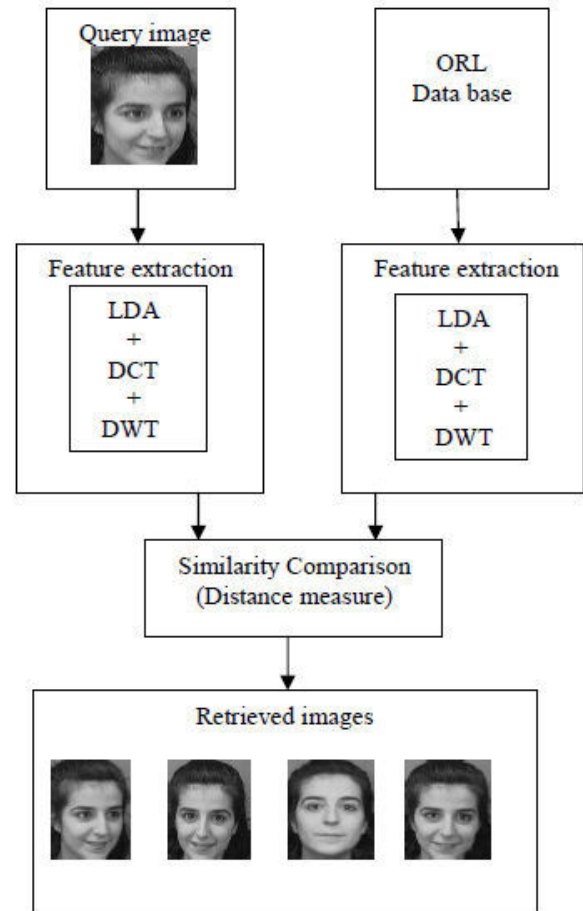 Query image
ORL
Data base
Feature extraction
LDA
+
DCT
+
DWT
Feature extraction
LDA
+
DCT
+
DWT
Similarity Comparison
(Distance measure)
Retrieved images